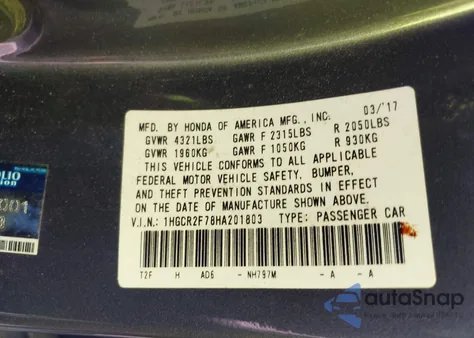 MFD. BY HONDA OF AMERICA MFG., INC. 03/'17
GVWR 4321LBS GAWR F 2315LBS R 2050LBS
GVWR 1960KG GAWR F 1050KG R 930KG
THIS VEHICLE CONFORMS TO ALL APPLICABLE
FEDERAL MOTOR VEHICLE SAFETY, BUMPER,
AND THEFT PREVENTION STANDARDS IN EFFECT
ON THE DATE OF MANUFACTURE SHOWN ABOVE.
V.I.N.: 1HGCR2F78HA201803 TYPE: PASSENGER CAR
T2F H AD6 - NH797M - A - A
autoSnap